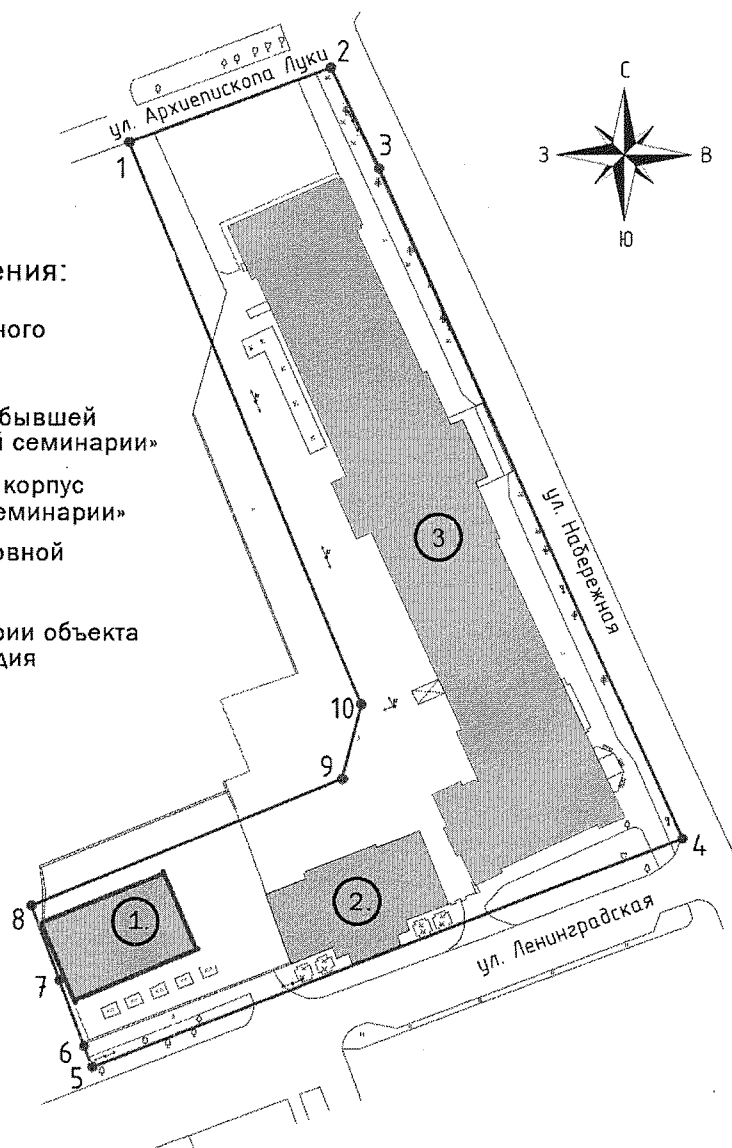 2
ул. Архиепископа Луки
1
3
С
З
В
Ю
ения:
ного
бывшей
й семинарии»
корпус
еминарии»
овной
рии объекта
дия
ул. Набережная
3
10
9
4
8
1.
2.
ул. Ленинградская
7
6
5